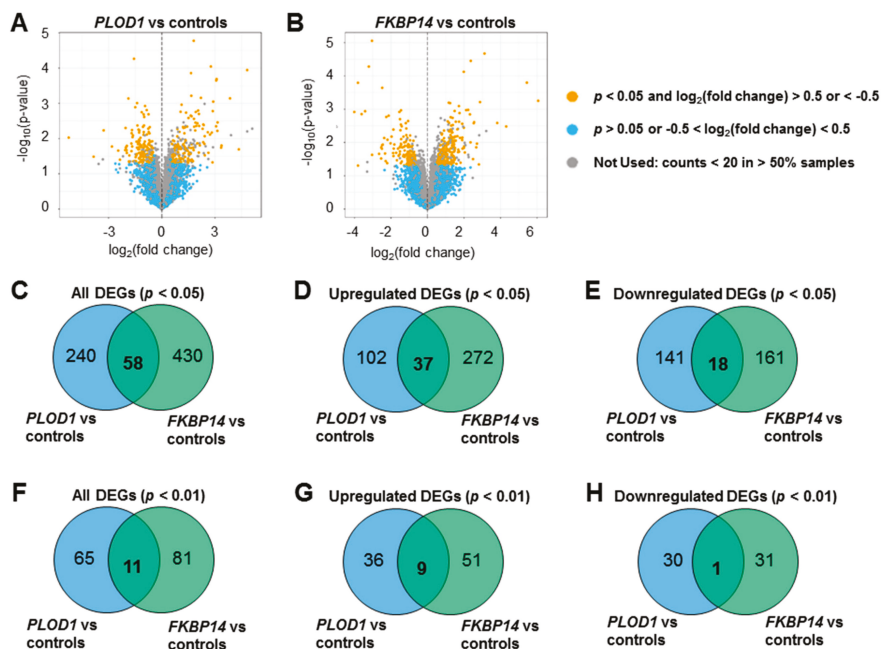 A
PLOD1 vs controls
5
4
3
2
1
0
-log10(p-value)
-3
0
3
log2(fold change)
B
FKBP14 vs controls
5
4
3
2
1
0
-log10(p-value)
-4
-2
0
2
4
6
log2(fold change)
p < 0.05 and log2(fold change) > 0.5 or < -0.5
p > 0.05 or -0.5 < log2(fold change) < 0.5
Not Used: counts < 20 in > 50% samples
C
All DEGs (p < 0.05)
240
58
430
PLOD1 vs
controls
FKBP14 vs
controls
D
Upregulated DEGs (p < 0.05)
102
37
272
PLOD1 vs
controls
FKBP14 vs
controls
E
Downregulated DEGs (p < 0.05)
141
18
161
PLOD1 vs
controls
FKBP14 vs
controls
F
All DEGs (p < 0.01)
65
11
81
PLOD1 vs
controls
FKBP14 vs
controls
G
Upregulated DEGs (p < 0.01)
36
9
51
PLOD1 vs
controls
FKBP14 vs
controls
H
Downregulated DEGs (p < 0.01)
30
1
31
PLOD1 vs
controls
FKBP14 vs
controls